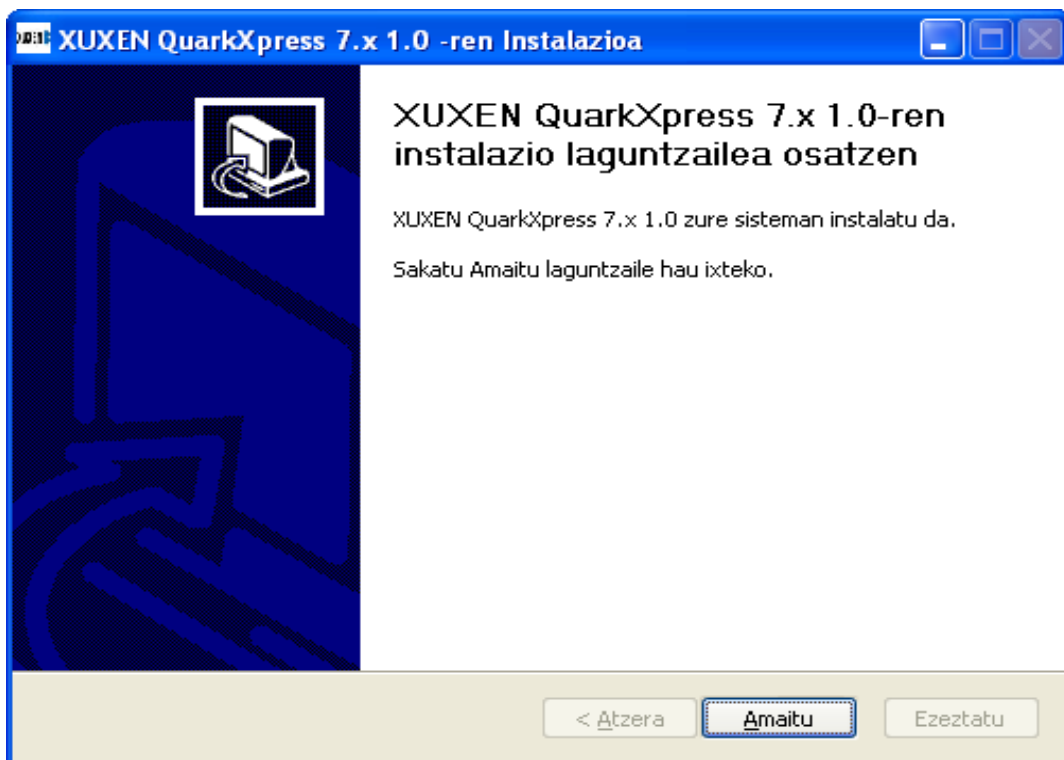 XUXEN QuarkXpress 7.x 1.0 -ren Instalazioa
XUXEN QuarkXpress 7.x 1.0-ren
instalazio laguntzailea osatzen
XUXEN QuarkXpress 7.x 1.0 zure sisteman instalatu da.
Sakatu Amaitu laguntzaile hau ixteko.
< Atzera
Amaitu
Ezeztatu